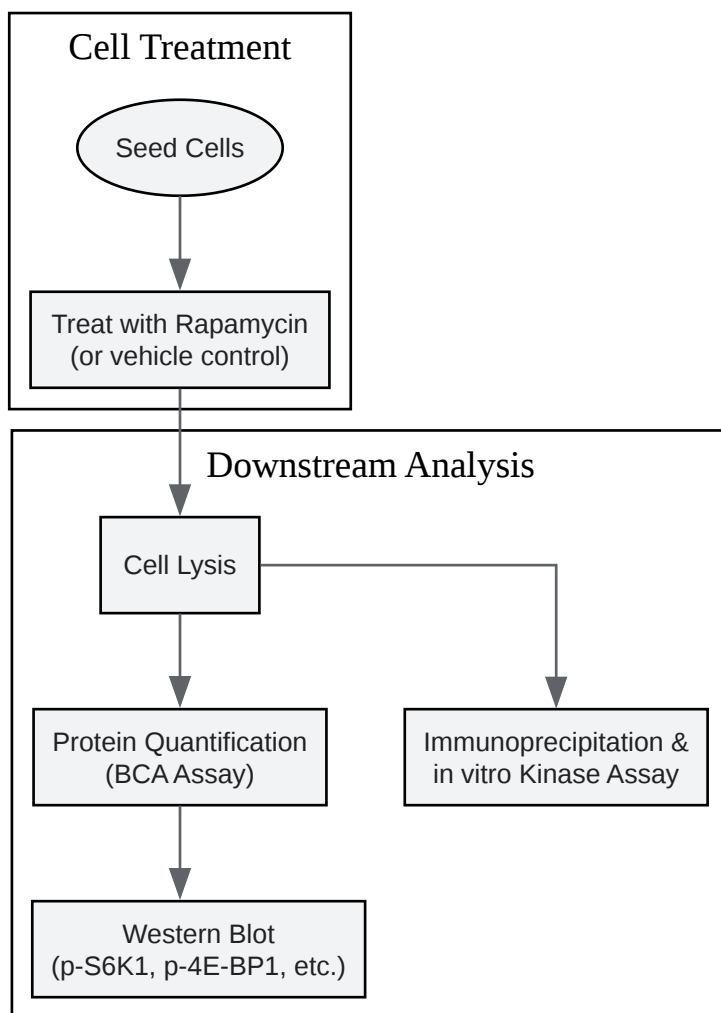 Cell Treatment
Seed Cells
Treat with Rapamycin
(or vehicle control)
Downstream Analysis
Cell Lysis
Protein Quantification
(BCA Assay)
Immunoprecipitation &
in vitro Kinase Assay
Western Blot
(p-S6K1, p-4E-BP1, etc.)